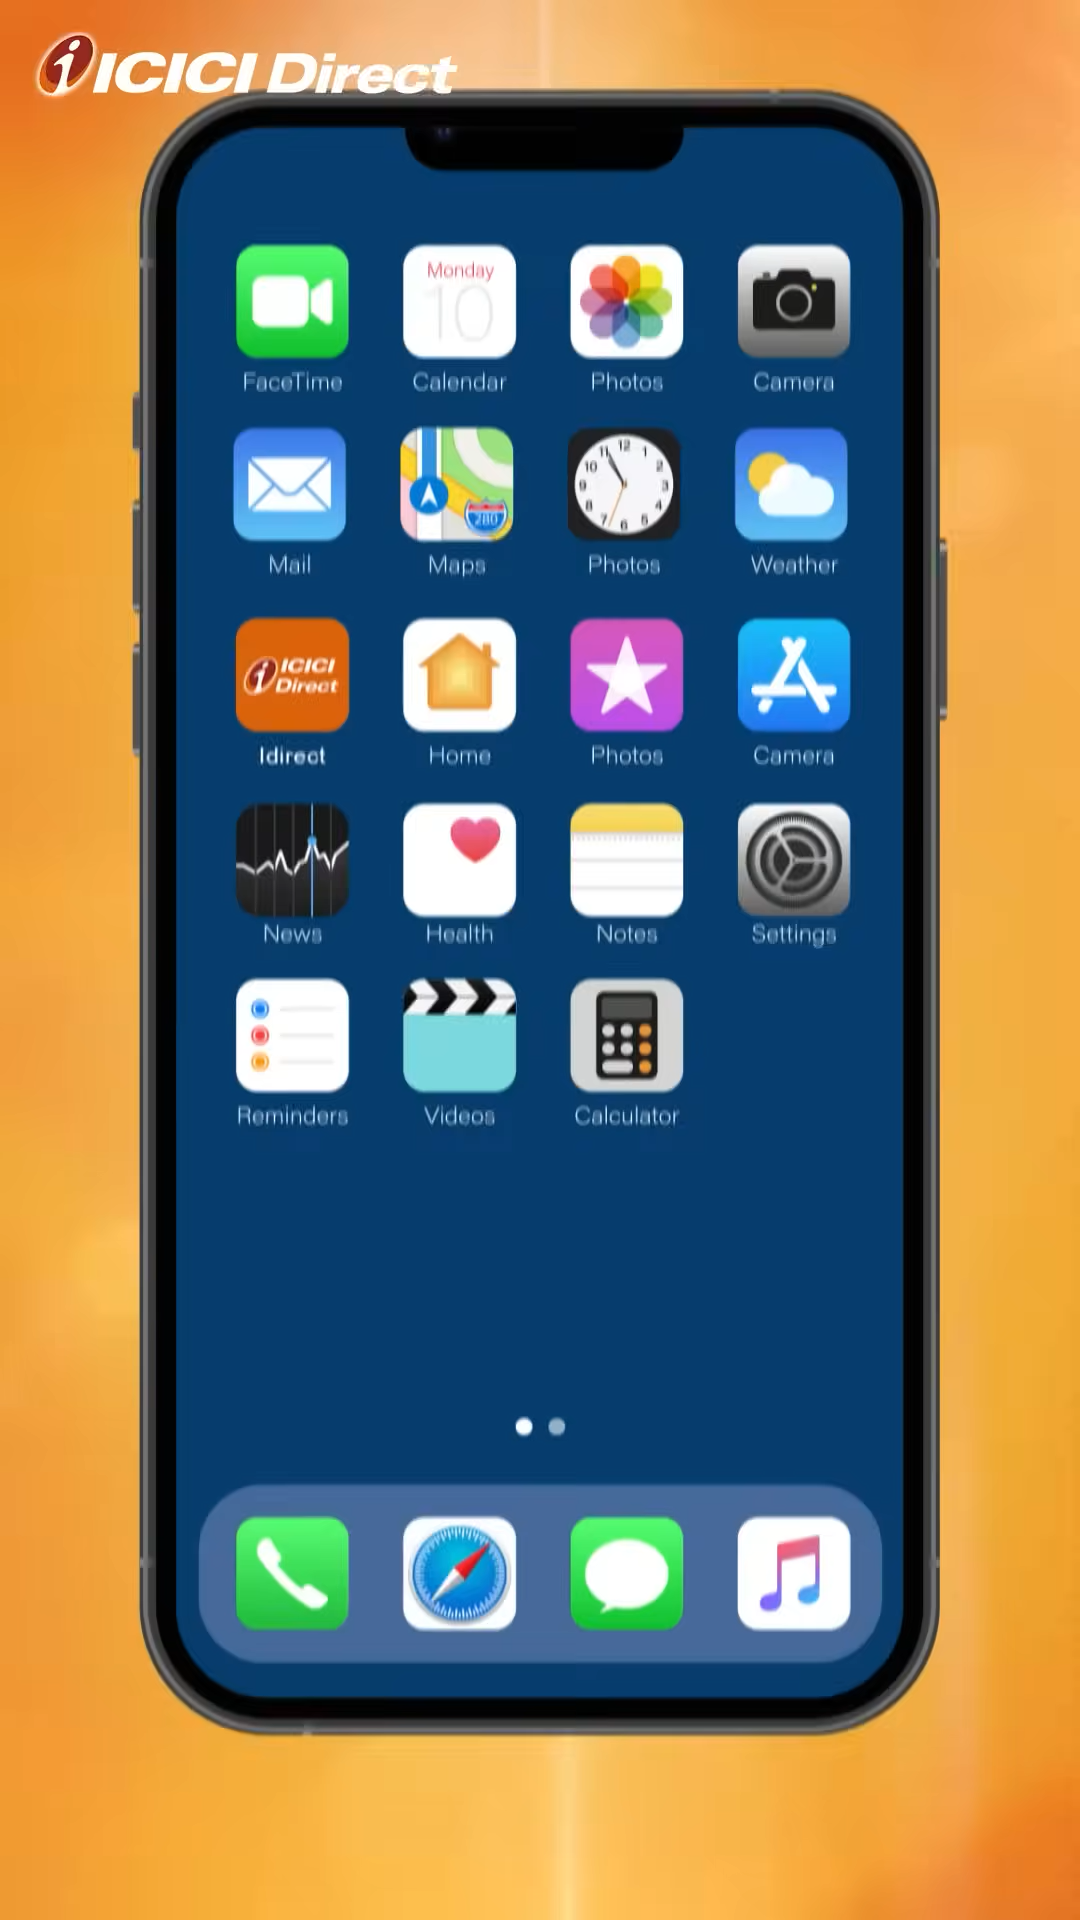 ICICI Direct
Monday
10
FaceTime Calendar Photos Camera
280
Mail Maps Photos Weather
ICICI
Direct
Idirect Home Photos Camera
News Health Notes Settings
Reminders Videos Calculator